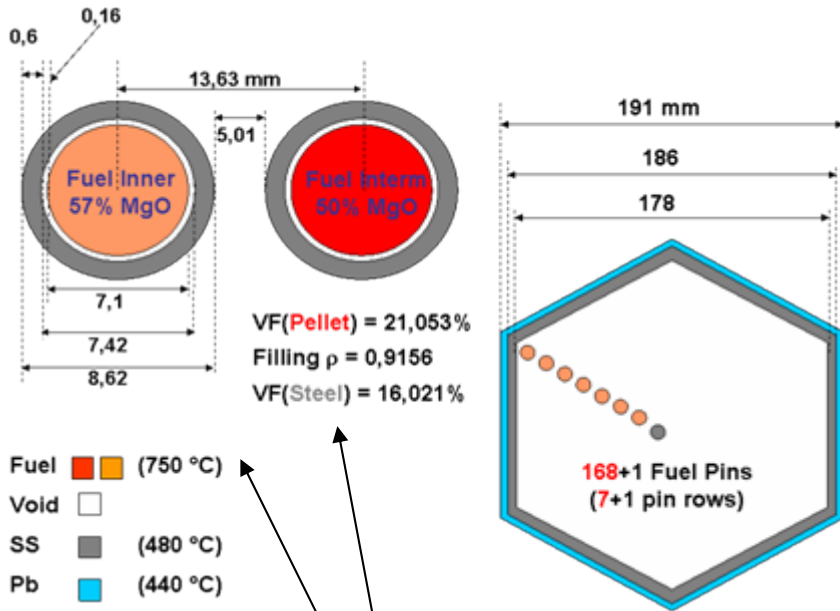 0,16
0,6
13,63 mm
5,01
Fuel Inner
57% MgO
Fuel Interm
50% MgO
7,1
7,42
8,62
VF(Pellet) = 21,053%
Filling ρ = 0,9156
VF(Steel) = 16,021%
191 mm
186
178
168+1 Fuel Pins
(7+1 pin rows)
Fuel (750 °C)
Void
SS (480 °C)
Pb (440 °C)